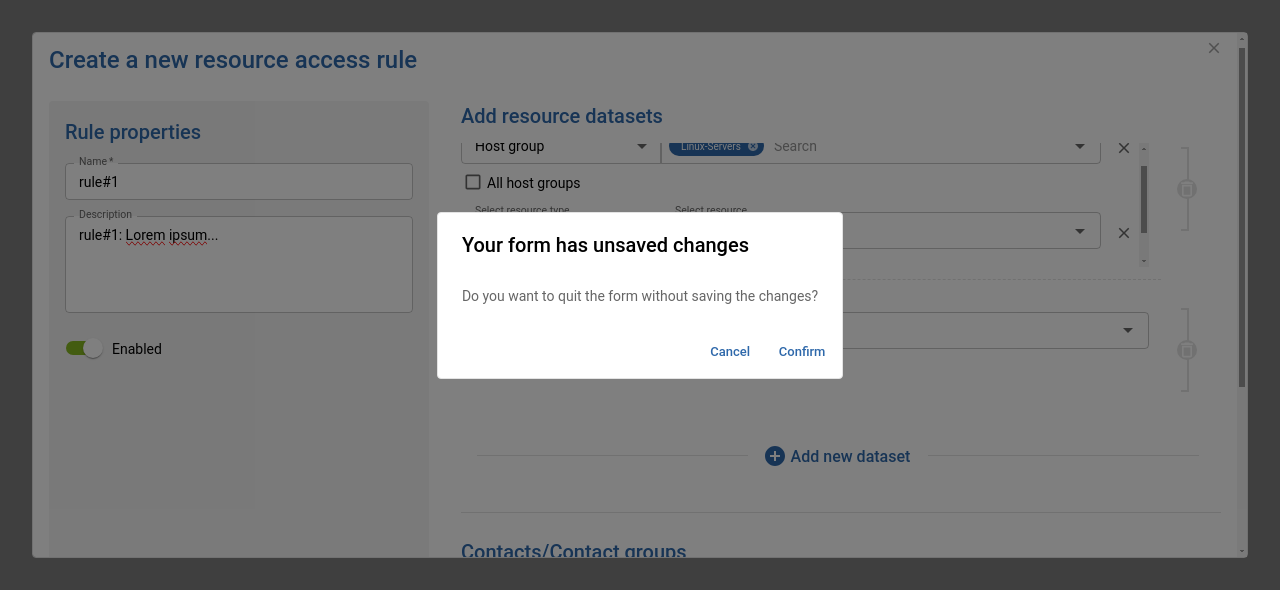 Create a new resource access rule
Rule properties
Name *
rule#1
Description
rule#1: Lorem ipsum...
Enabled
Add resource datasets
Host group
Linux-Servers
Search
All host groups
Select resource type
Select resource
Your form has unsaved changes
Do you want to quit the form without saving the changes?
Cancel
Confirm
Add new dataset
Contacts/Contact groups